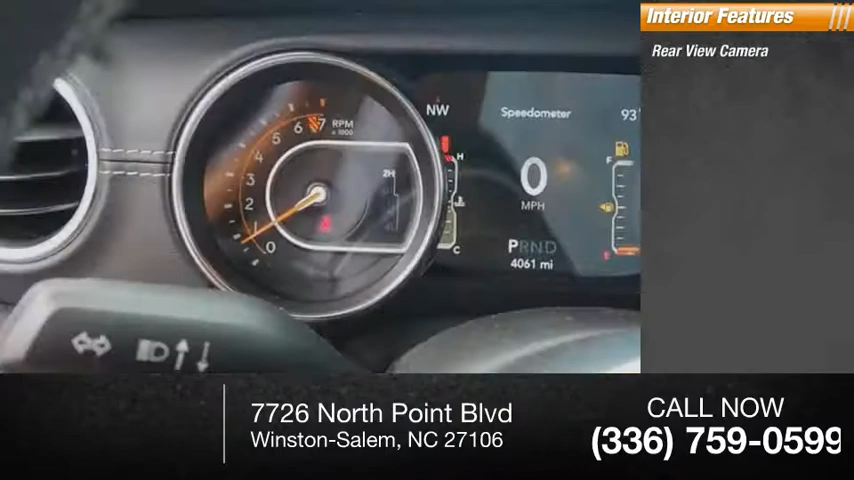 Interior Features
Rear View Camera
NW
Speedometer
93
0
MPH
PRND
4061 mi
H
C
F
E
RPM
x 1000
0
1
2
3
4
5
6
7
2H
7726 North Point Blvd
Winston-Salem, NC 27106
CALL NOW
(336) 759-0599